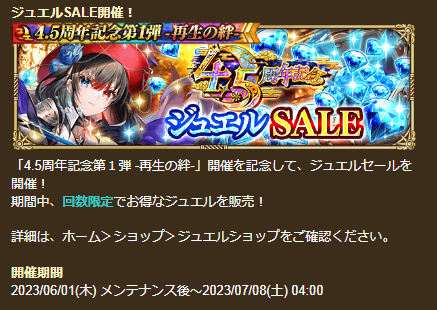 ジュエルSALE開催！
4.5周年記念第1弾 -再生の絆-
4.5周年記念
ジュエル SALE
「4.5周年記念第１弾 -再生の絆-」開催を記念して、ジュエルセールを
開催！
期間中、回数限定でお得なジュエルを販売！
詳細は、ホーム＞ショップ＞ジュエルショップをご確認ください。
開催期間
2023/06/01(木) メンテナンス後～2023/07/08(土) 04:00